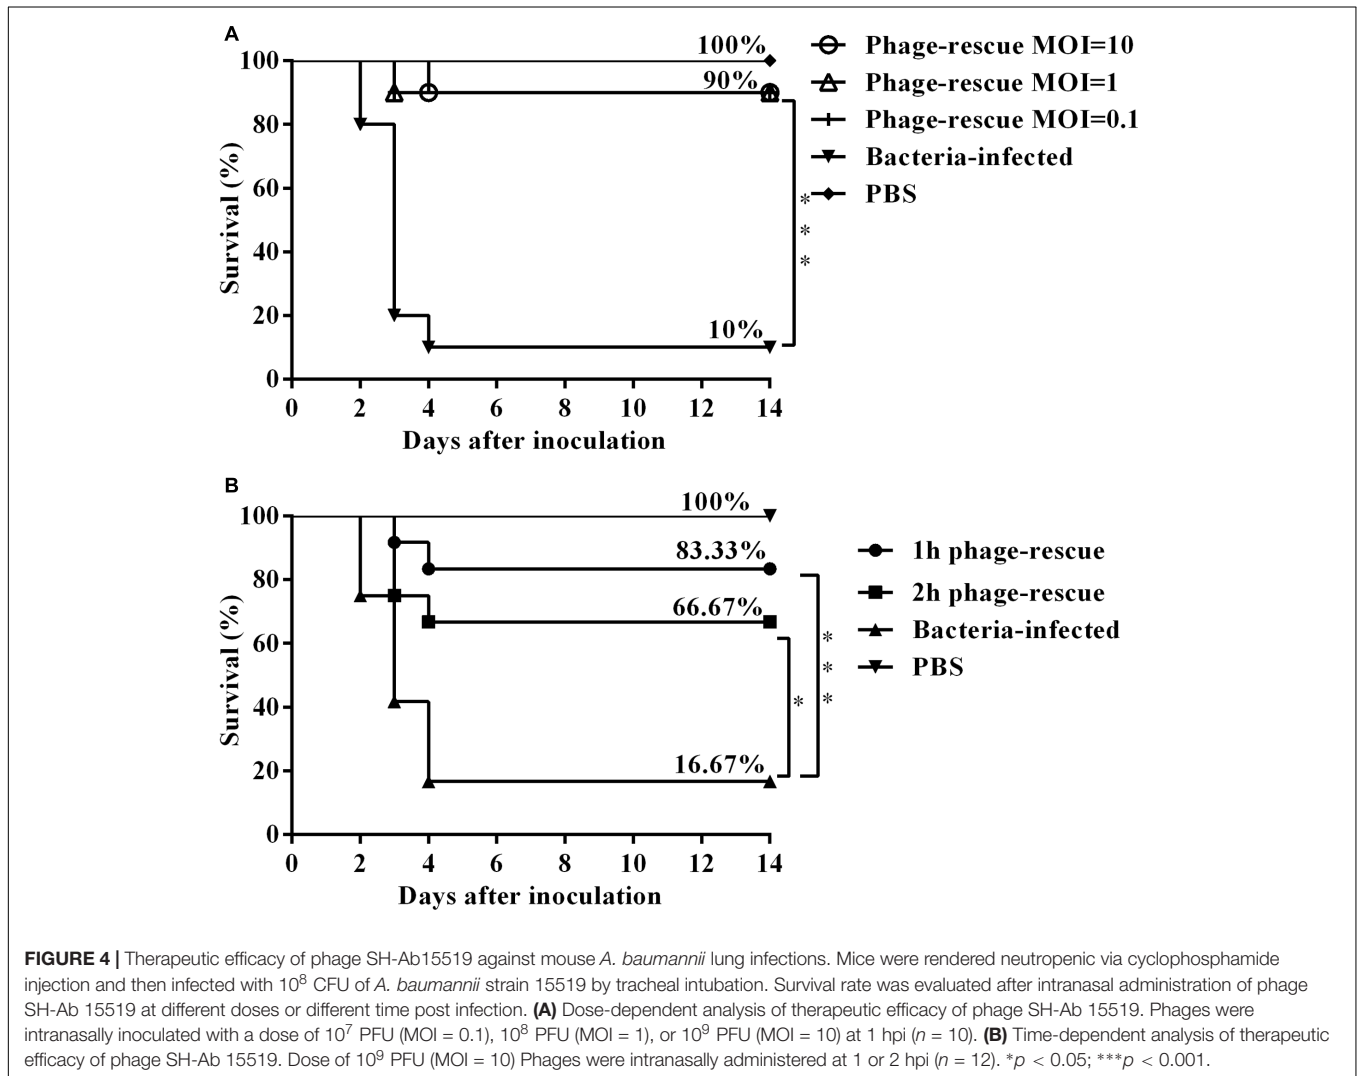 A
100%
90%
10%
100
80
60
40
20
0
Survival (%)
0 2 4 6 8 10 12 14
Days after inoculation
Phage-rescue MOI=10
Phage-rescue MOI=1
Phage-rescue MOI=0.1
Bacteria-infected
PBS
*
*
*
B
100%
83.33%
66.67%
16.67%
100
80
60
40
20
0
Survival (%)
0 2 4 6 8 10 12 14
Days after inoculation
1h phage-rescue
2h phage-rescue
Bacteria-infected
PBS
*
*
*
*
FIGURE 4 | Therapeutic efficacy of phage SH-Ab15519 against mouse A. baumannii lung infections. Mice were rendered neutropenic via cyclophosphamide
injection and then infected with 10⁸ CFU of A. baumannii strain 15519 by tracheal intubation. Survival rate was evaluated after intranasal administration of phage
SH-Ab 15519 at different doses or different time post infection. (A) Dose-dependent analysis of therapeutic efficacy of phage SH-Ab 15519. Phages were
intranasally inoculated with a dose of 10⁷ PFU (MOI = 0.1), 10⁸ PFU (MOI = 1), or 10⁹ PFU (MOI = 10) at 1 hpi (n = 10). (B) Time-dependent analysis of therapeutic
efficacy of phage SH-Ab 15519. Dose of 10⁹ PFU (MOI = 10) Phages were intranasally administered at 1 or 2 hpi (n = 12). *p < 0.05; ***p < 0.001.